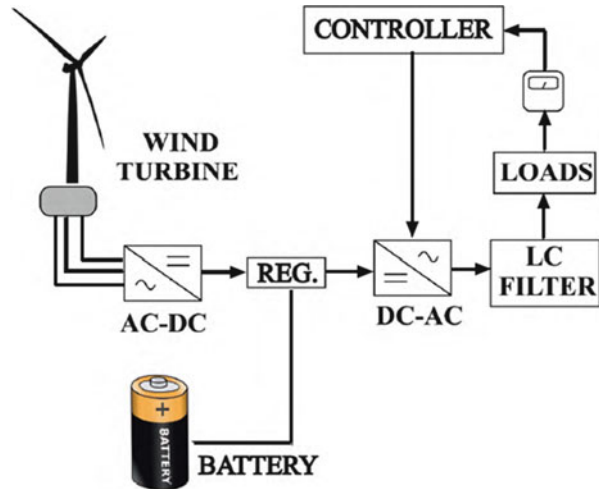 CONTROLLER
WIND
TURBINE
LOADS
REG.
LC
FILTER
AC-DC
DC-AC
+
BATTERY
BATTERY